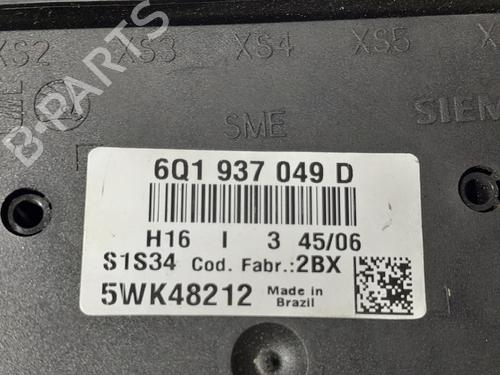 XS2 XS3 XS4 XS5
SME
SIEM
B-PARTS
6Q1 937 049 D
H16 I 3 45/06
S1S34 Cod. Fabr.:2BX
5WK48212 Made in Brazil